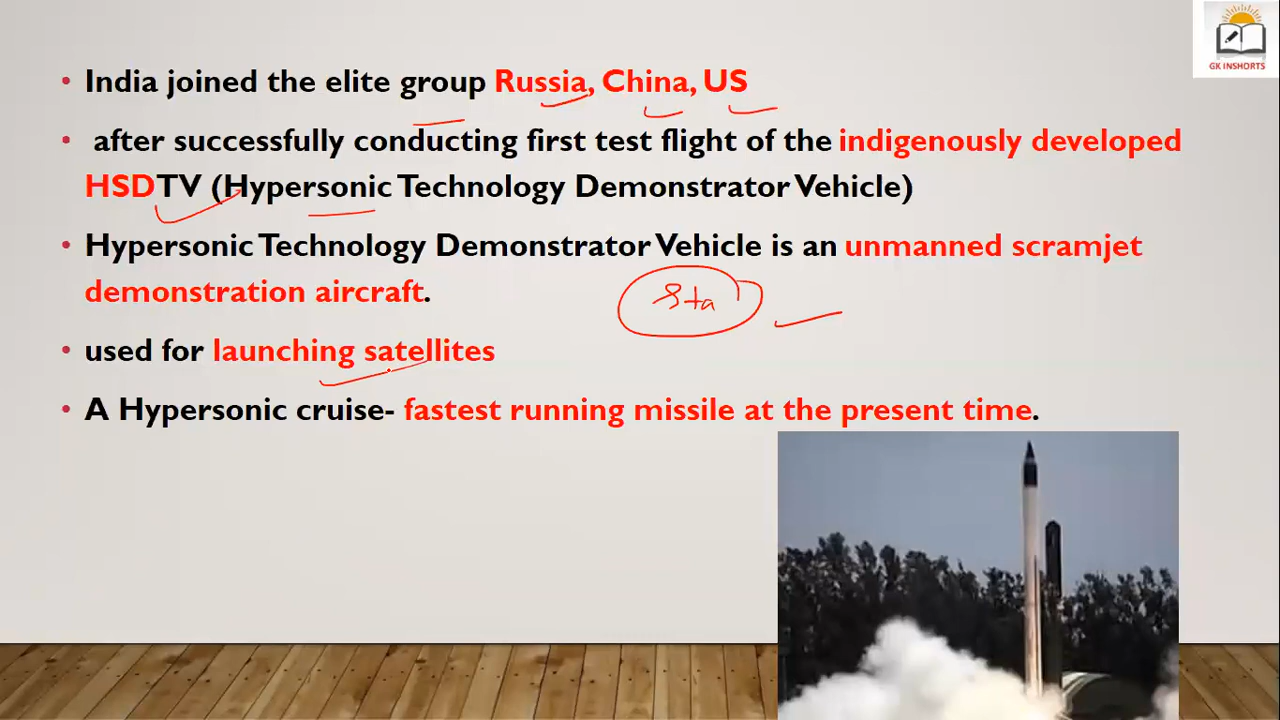 GK INSHORTS
• India joined the elite group Russia, China, US
• after successfully conducting first test flight of the indigenously developed
HSDTV (Hypersonic Technology Demonstrator Vehicle)
• Hypersonic Technology Demonstrator Vehicle is an unmanned scramjet
demonstration aircraft.
• used for launching satellites
• A Hypersonic cruise- fastest running missile at the present time.